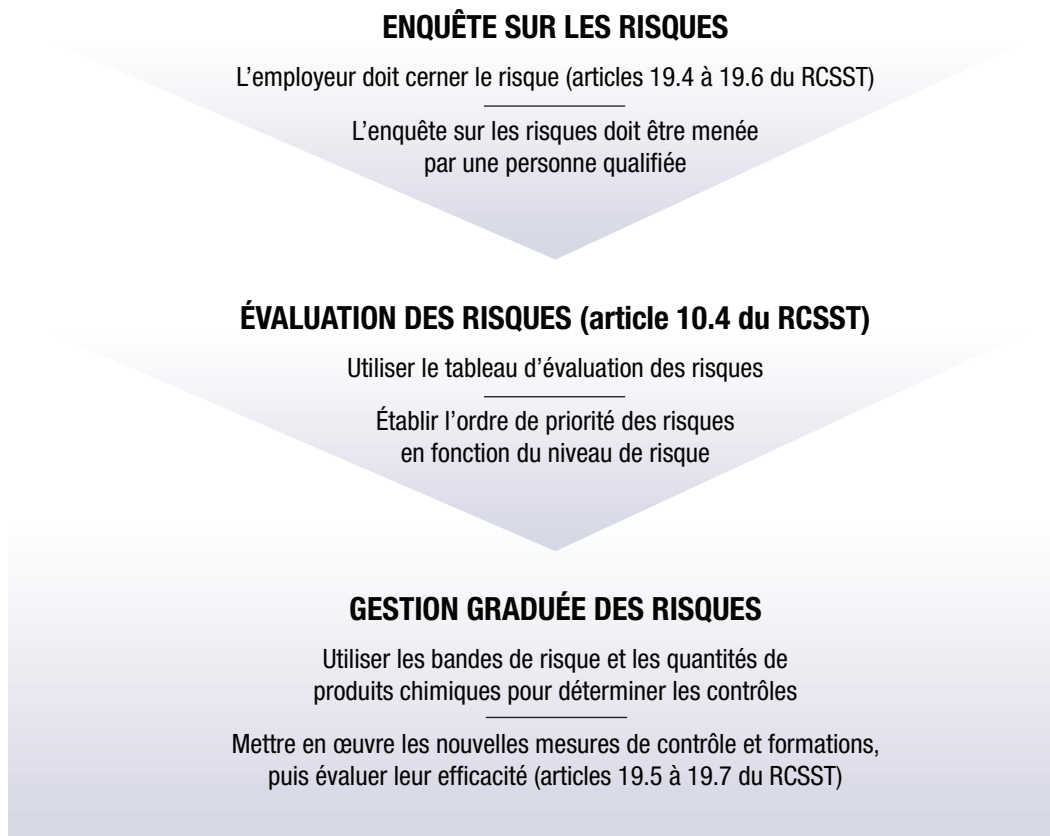 ENQUÊTE SUR LES RISQUES
L’employeur doit cerner le risque (articles 19.4 à 19.6 du RCSST)
L’enquête sur les risques doit être menée
par une personne qualifiée
ÉVALUATION DES RISQUES (article 10.4 du RCSST)
Utiliser le tableau d’évaluation des risques
Établir l’ordre de priorité des risques
en fonction du niveau de risque
GESTION GRADUÉE DES RISQUES
Utiliser les bandes de risque et les quantités de
produits chimiques pour déterminer les contrôles
Mettre en œuvre les nouvelles mesures de contrôle et formations,
puis évaluer leur efficacité (articles 19.5 à 19.7 du RCSST)